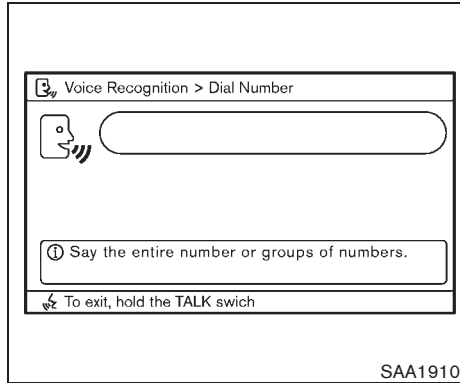 Voice Recognition > Dial Number
Say the entire number or groups of numbers.
To exit, hold the TALK swich
SAA1910